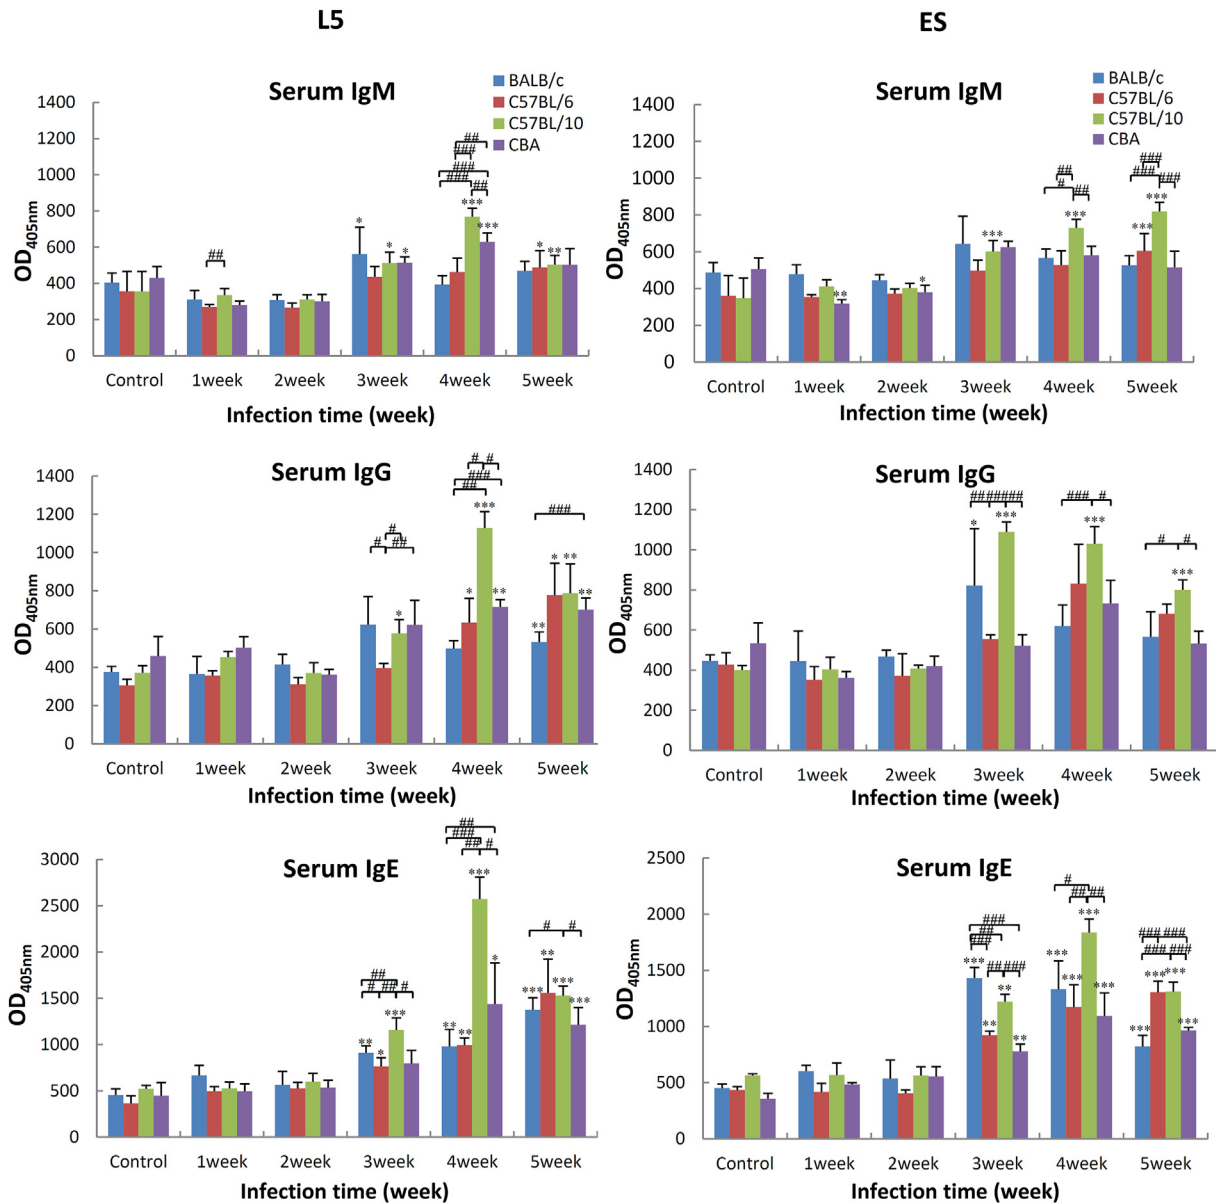 L5
ES
Serum IgM
BALB/c
C57BL/6
C57BL/10
CBA
OD405nm
1400
1200
1000
800
600
400
200
0
## ## ### ### ### ## *** *** * * * * **
Control 1week 2week 3week 4week 5week
Infection time (week)
Serum IgM
BALB/c
C57BL/6
C57BL/10
CBA
OD405nm
1400
1200
1000
800
600
400
200
0
** * *** ## # ## *** ### ### ### *** ***
Control 1week 2week 3week 4week 5week
Infection time (week)
Serum IgG
OD405nm
1400
1200
1000
800
600
400
200
0
# # ## * # # ### ## *** * ** ### ** * ** **
Control 1week 2week 3week 4week 5week
Infection time (week)
Serum IgG
OD405nm
1400
1200
1000
800
600
400
200
0
####### * *** ### # *** # # ***
Control 1week 2week 3week 4week 5week
Infection time (week)
Serum IgE
OD405nm
3000
2500
2000
1500
1000
500
0
## # ## # ** * *** ## ### ## # ** ** *** * # # *** ** *** ***
Control 1week 2week 3week 4week 5week
Infection time (week)
Serum IgE
OD405nm
2500
2000
1500
1000
500
0
### ## ### ## ### *** ** ** ** # ## ## *** *** *** *** ### ### ### ### *** *** *** ***
Control 1week 2week 3week 4week 5week
Infection time (week)